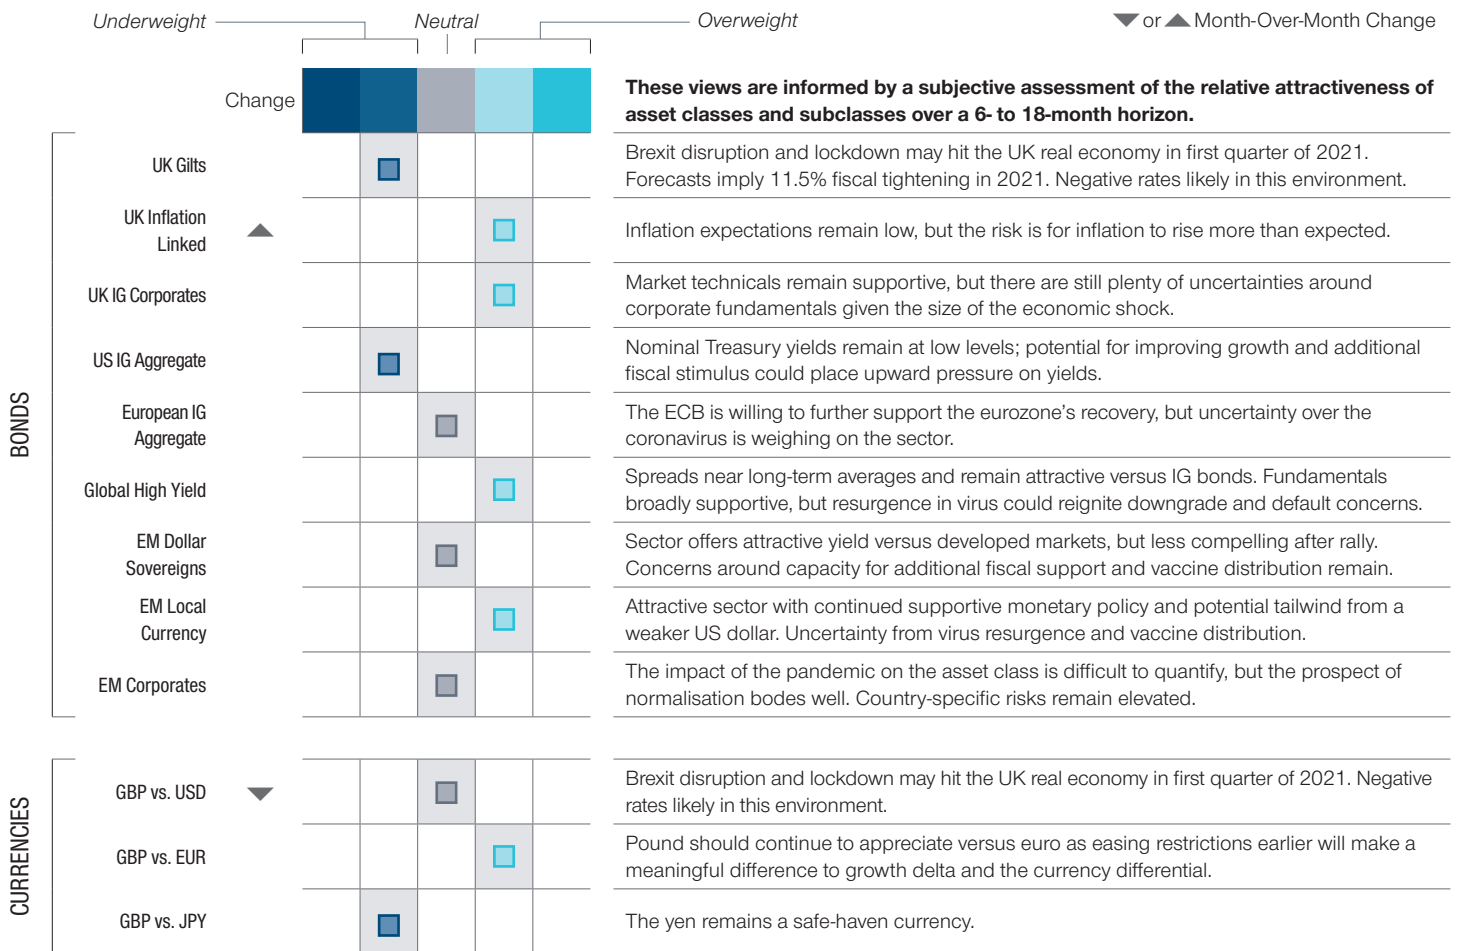 Underweight
Neutral
Overweight
or Month-Over-Month Change
Change
These views are informed by a subjective assessment of the relative attractiveness of
asset classes and subclasses over a 6- to 18-month horizon.
BONDS
UK Gilts
Brexit disruption and lockdown may hit the UK real economy in first quarter of 2021.
Forecasts imply 11.5% fiscal tightening in 2021. Negative rates likely in this environment.
UK Inflation
Linked
Inflation expectations remain low, but the risk is for inflation to rise more than expected.
UK IG Corporates
Market technicals remain supportive, but there are still plenty of uncertainties around
corporate fundamentals given the size of the economic shock.
US IG Aggregate
Nominal Treasury yields remain at low levels; potential for improving growth and additional
fiscal stimulus could place upward pressure on yields.
European IG
Aggregate
The ECB is willing to further support the eurozone's recovery, but uncertainty over the
coronavirus is weighing on the sector.
Global High Yield
Spreads near long-term averages and remain attractive versus IG bonds. Fundamentals
broadly supportive, but resurgence in virus could reignite downgrade and default concerns.
EM Dollar
Sovereigns
Sector offers attractive yield versus developed markets, but less compelling after rally.
Concerns around capacity for additional fiscal support and vaccine distribution remain.
EM Local
Currency
Attractive sector with continued supportive monetary policy and potential tailwind from a
weaker US dollar. Uncertainty from virus resurgence and vaccine distribution.
EM Corporates
The impact of the pandemic on the asset class is difficult to quantify, but the prospect of
normalisation bodes well. Country-specific risks remain elevated.
CURRENCIES
GBP vs. USD
Brexit disruption and lockdown may hit the UK real economy in first quarter of 2021. Negative
rates likely in this environment.
GBP vs. EUR
Pound should continue to appreciate versus euro as easing restrictions earlier will make a
meaningful difference to growth delta and the currency differential.
GBP vs. JPY
The yen remains a safe-haven currency.